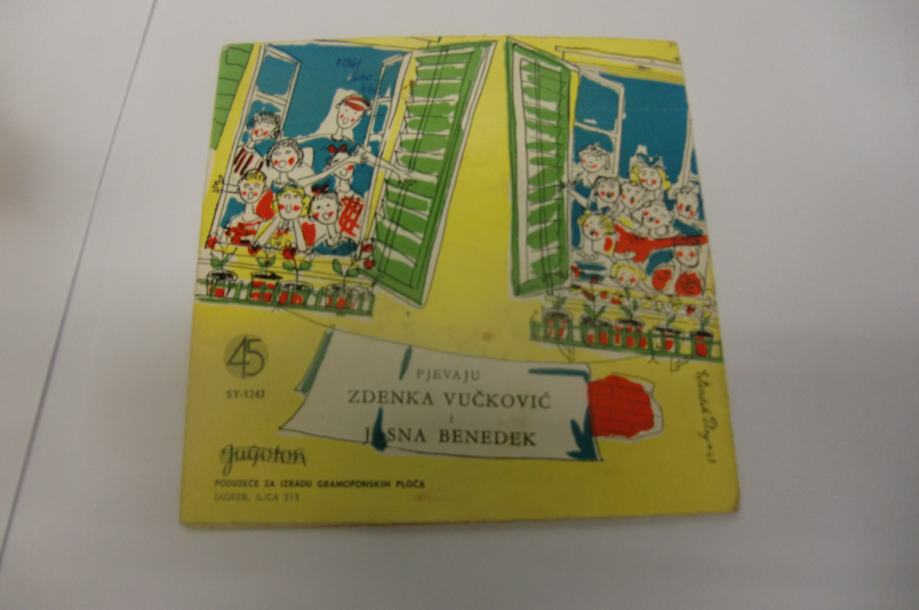 45
SY-1243
PJEVAJU
ZDENKA VUČKOVIĆ
i
JASNA BENEDEK
Jugoton
PODUZEĆE ZA IZRADU GRAMOFONSKIH PLOČA
ZAGREB, ILICA 213